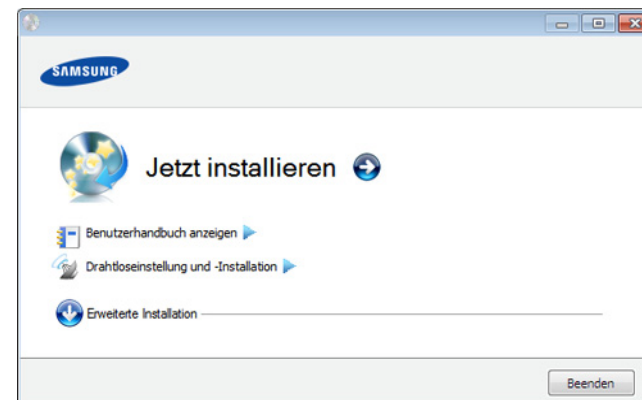 SAMSUNG
Jetzt installieren
Benutzerhandbuch anzeigen
Drahtloseinstellung und -Installation
Erweiterte Installation
Beenden